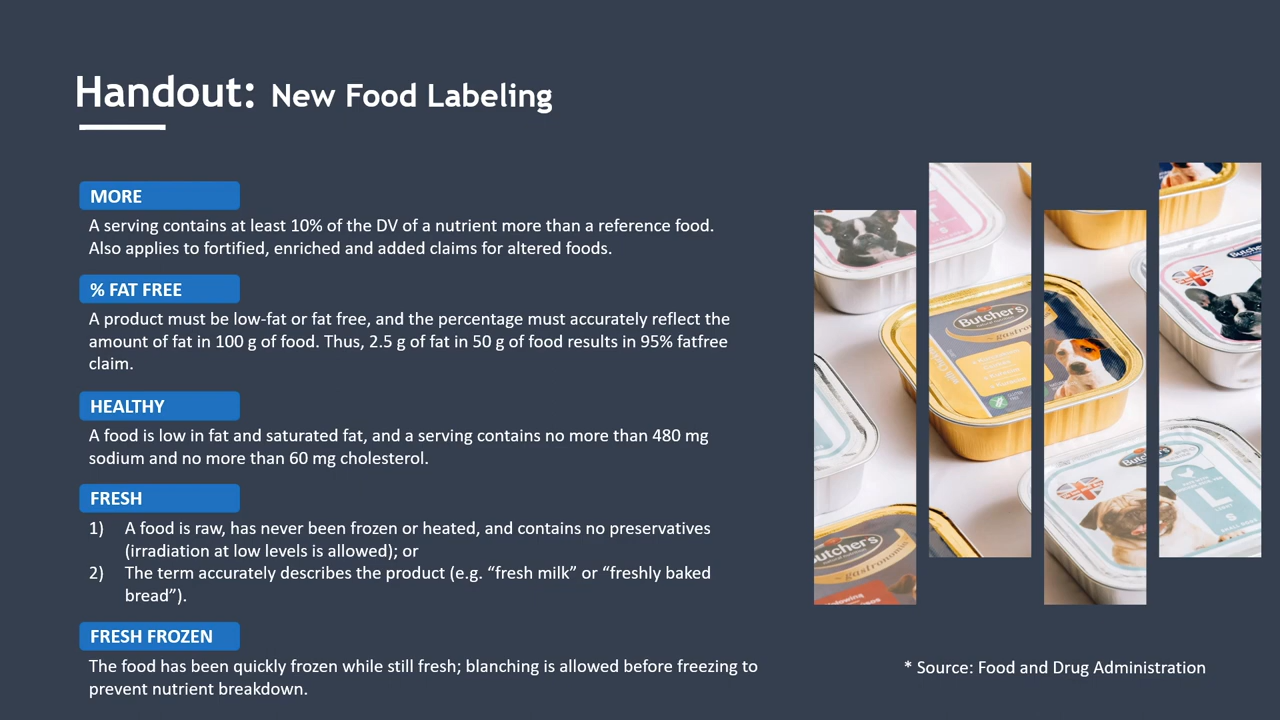 Handout: New Food Labeling
MORE
A serving contains at least 10% of the DV of a nutrient more than a reference food.
Also applies to fortified, enriched and added claims for altered foods.
% FAT FREE
A product must be low-fat or fat free, and the percentage must accurately reflect the
amount of fat in 100 g of food. Thus, 2.5 g of fat in 50 g of food results in 95% fatfree
claim.
HEALTHY
A food is low in fat and saturated fat, and a serving contains no more than 480 mg
sodium and no more than 60 mg cholesterol.
FRESH
1) A food is raw, has never been frozen or heated, and contains no preservatives
(irradiation at low levels is allowed); or
2) The term accurately describes the product (e.g. “fresh milk” or “freshly baked
bread”).
FRESH FROZEN
The food has been quickly frozen while still fresh; blanching is allowed before freezing to
prevent nutrient breakdown.
Butcher's
gastronomia
Butcher's
L
Butcher's
gastronomia
* Source: Food and Drug Administration